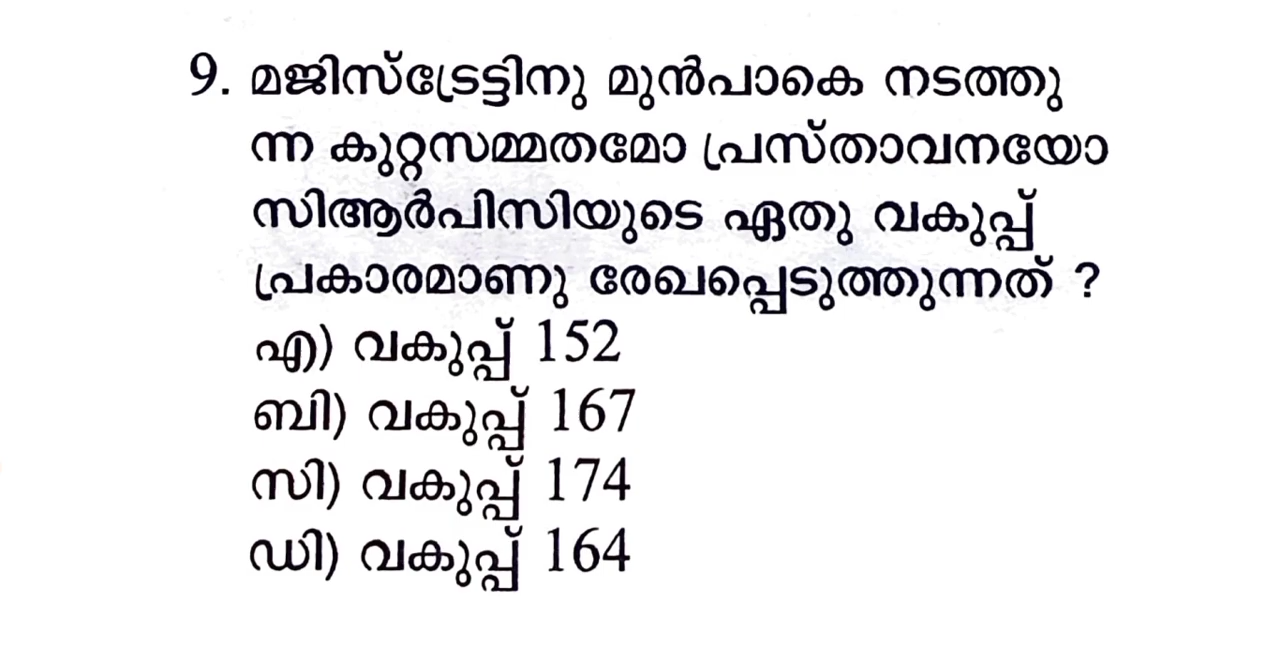 9. മജിസ്ട്രേട്ടിനു മുൻപാകെ നടത്തു
ന്ന കുറ്റസമ്മതമോ പ്രസ്താവനയോ
സിആർപിസിയുടെ ഏതു വകുപ്പ്
പ്രകാരമാണു രേഖപ്പെടുത്തുന്നത് ?
എ) വകുപ്പ് 152
ബി) വകുപ്പ് 167
സി) വകുപ്പ് 174
ഡി) വകുപ്പ് 164